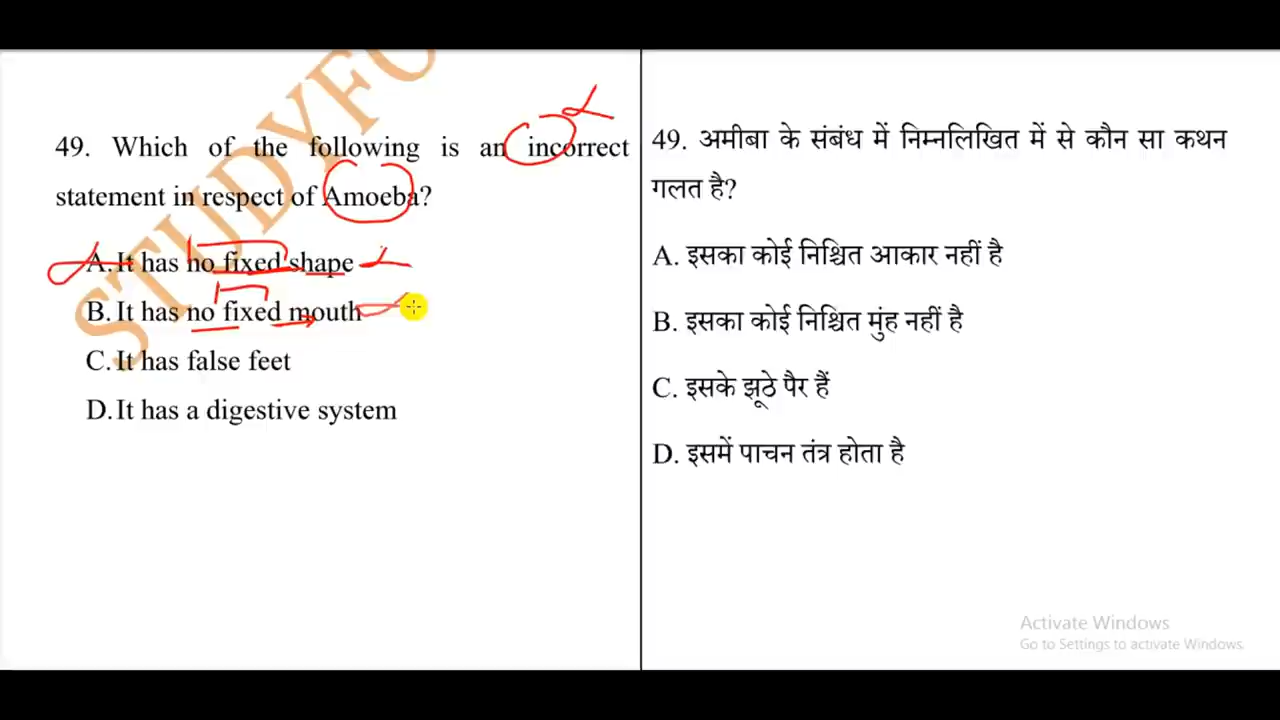 STUDYFO
49. Which of the following is an incorrect
statement in respect of Amoeba?
A. It has no fixed shape
B. It has no fixed mouth
C. It has false feet
D. It has a digestive system
49. अमीबा के संबंध में निम्नलिखित में से कौन सा कथन
गलत है?
A. इसका कोई निश्चित आकार नहीं है
B. इसका कोई निश्चित मुंह नहीं है
C. इसके झूठे पैर हैं
D. इसमें पाचन तंत्र होता है
Activate Windows
Go to Settings to activate Windows.